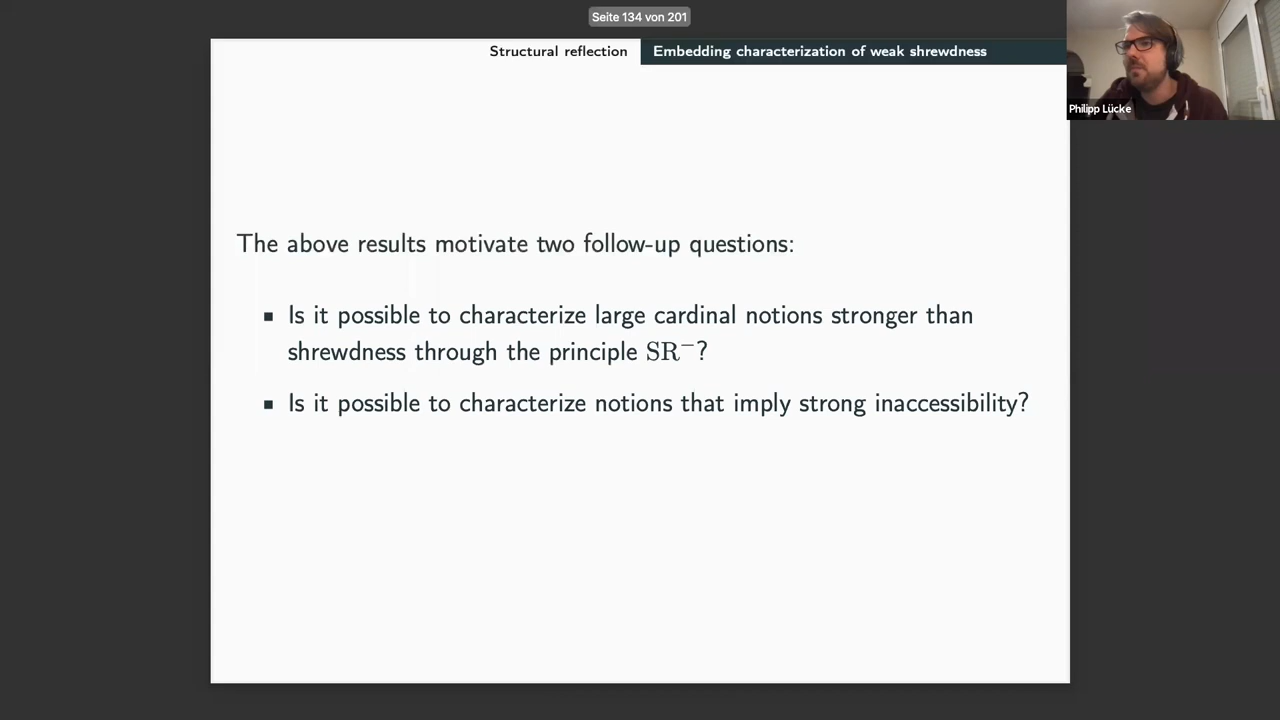 Seite 134 von 201
Structural reflection
Embedding characterization of weak shrewdness
Philipp Lücke
The above results motivate two follow-up questions:
▪ Is it possible to characterize large cardinal notions stronger than
shrewdness through the principle SR⁻?
▪ Is it possible to characterize notions that imply strong inaccessibility?